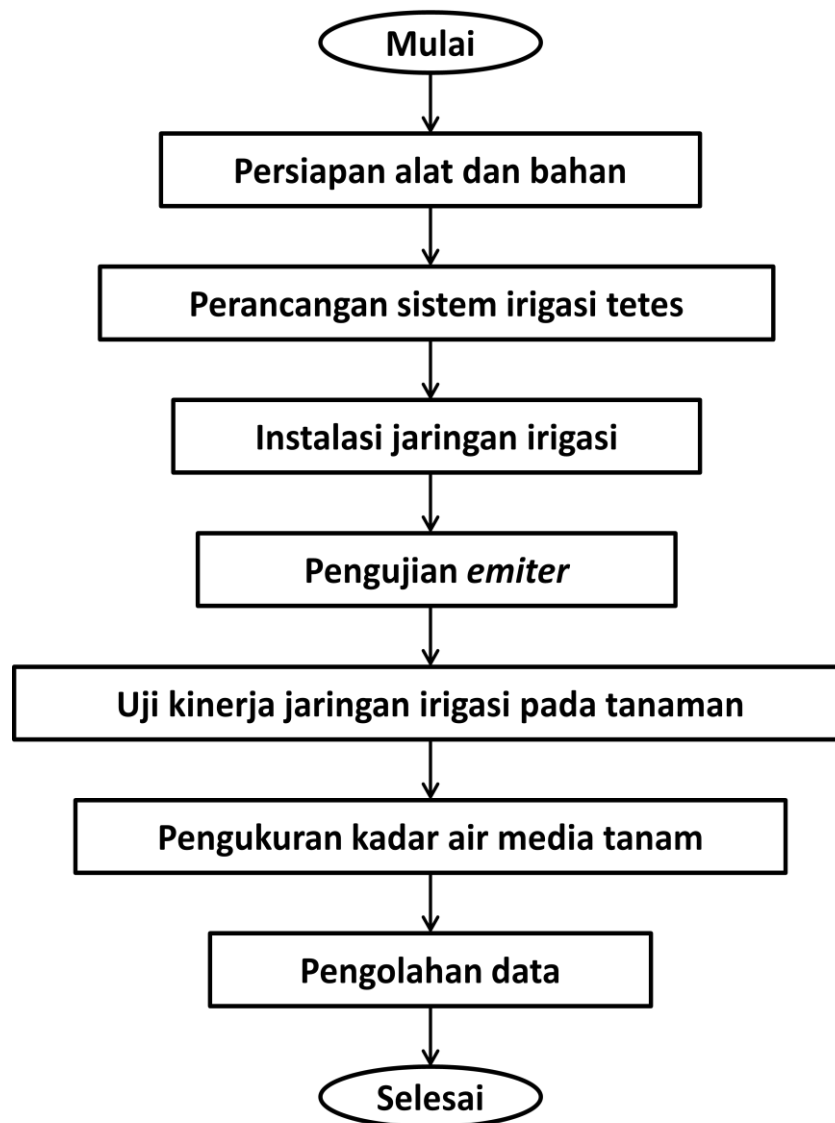 Mulai
Persiapan alat dan bahan
Perancangan sistem irigasi tetes
Instalasi jaringan irigasi
Pengujian emiter
Uji kinerja jaringan irigasi pada tanaman
Pengukuran kadar air media tanam
Pengolahan data
Selesai